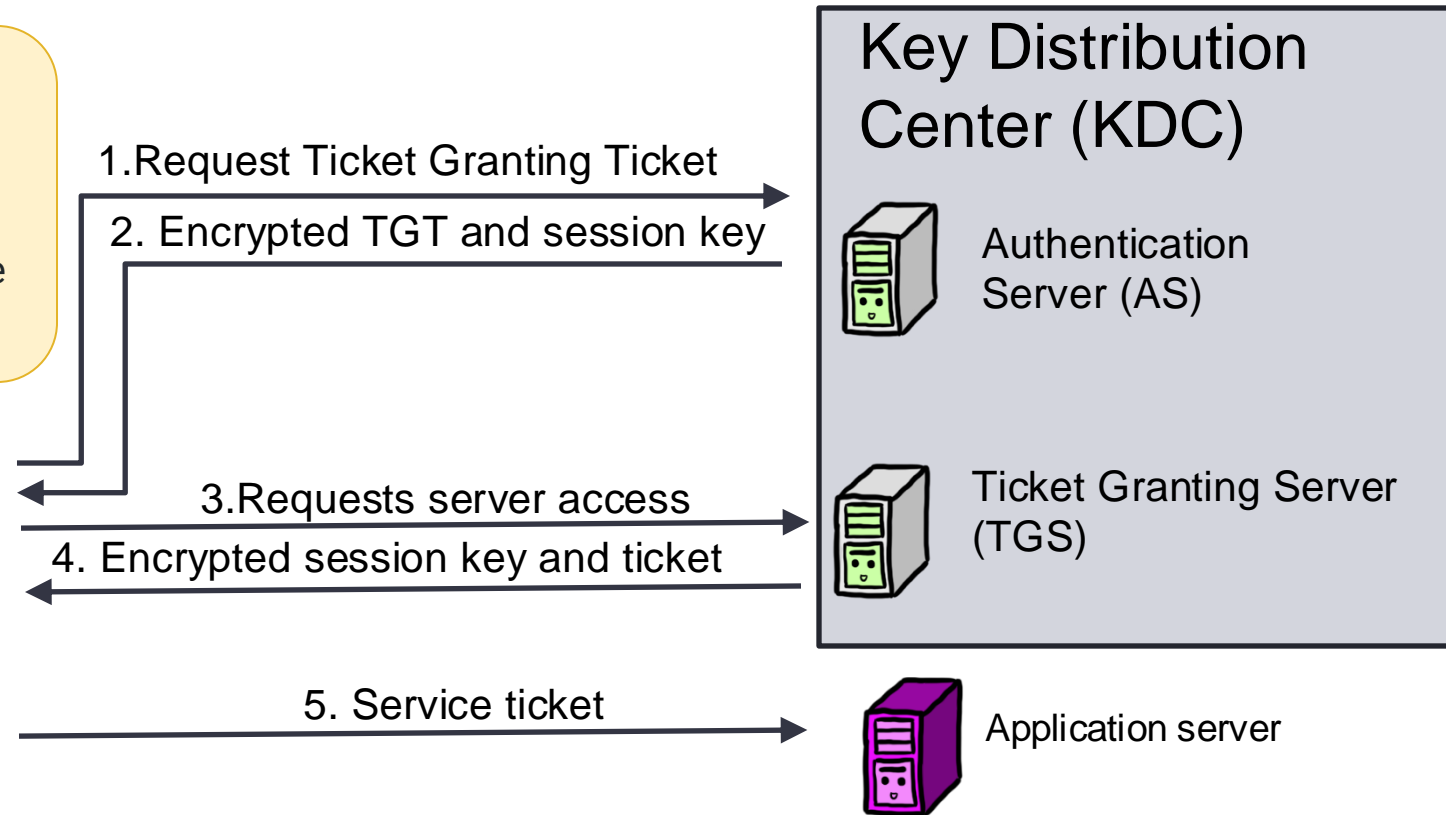 Key Distribution
Center (KDC)
1.Request Ticket Granting Ticket
2. Encrypted TGT and session key
Authentication
Server (AS)
e
3.Requests server access
4. Encrypted session key and ticket
Ticket Granting Server
(TGS)
5. Service ticket
Application server